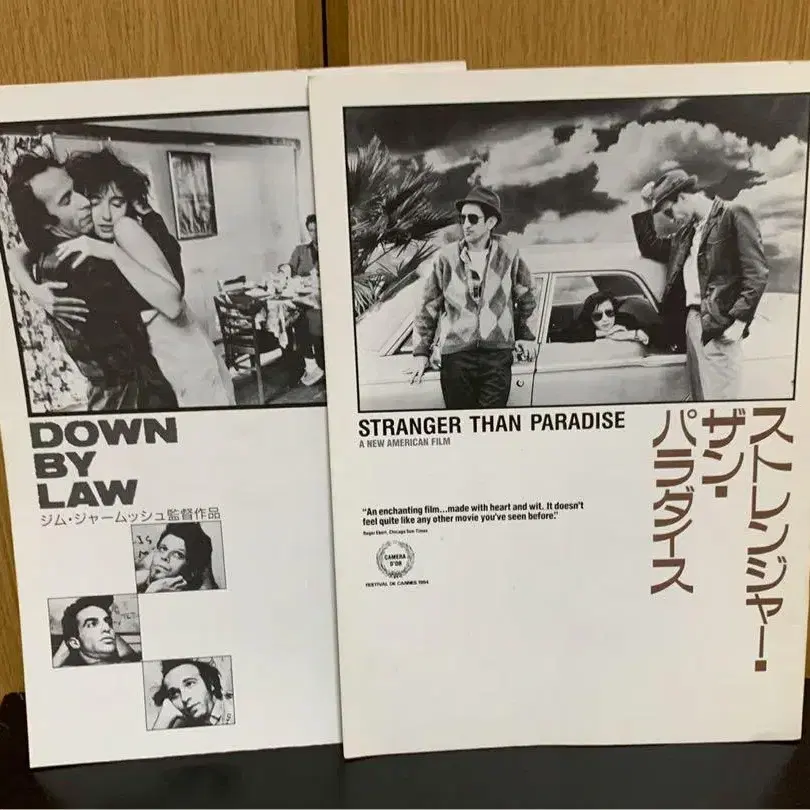 DOWN
BY
LAW
ジム・ジャームッシュ監督作品
STRANGER THAN PARADISE
A NEW AMERICAN FILM
ストレンジャー・
ザン・
パラダイス
“An enchanting film...made with heart and wit. It doesn't
feel quite like any other movie you've seen before.”
Roger Ebert, Chicago Sun-Times
CAMERA
D'OR
FESTIVAL DE CANNES 1984